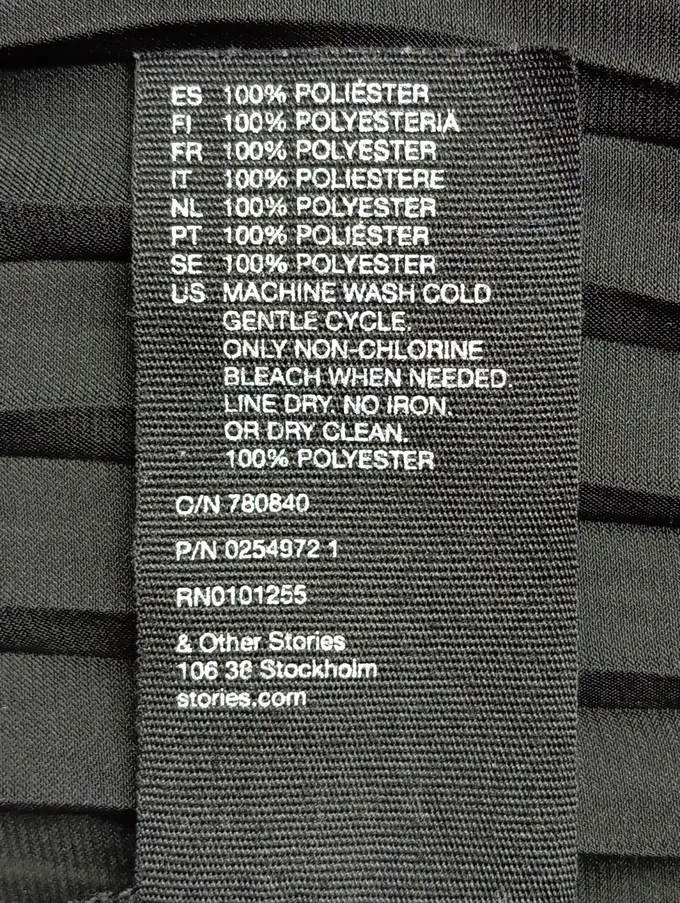 ES 100% POLIÉSTER
FI 100% POLYESTERIÄ
FR 100% POLYESTER
IT 100% POLIESTERE
NL 100% POLYESTER
PT 100% POLIÉSTER
SE 100% POLYESTER
US MACHINE WASH COLD
GENTLE CYCLE.
ONLY NON-CHLORINE
BLEACH WHEN NEEDED.
LINE DRY. NO IRON.
OR DRY CLEAN.
100% POLYESTER
O/N 780840
P/N 0254972 1
RN0101255
& Other Stories
106 38 Stockholm
stories.com